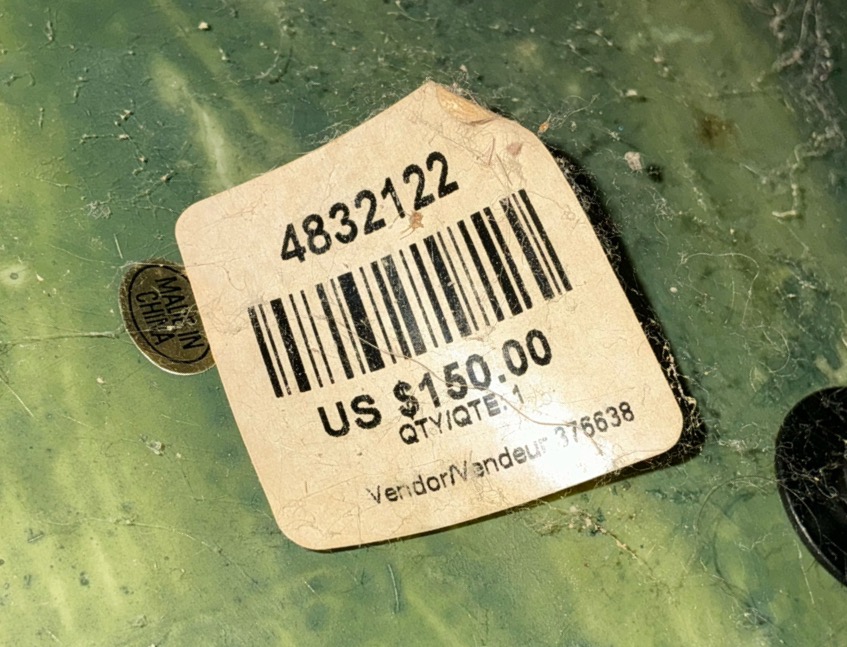 4832122
US $150.00
QTY/QTE: 1
Vendor/Vendeur 376638
MADE IN
CHINA